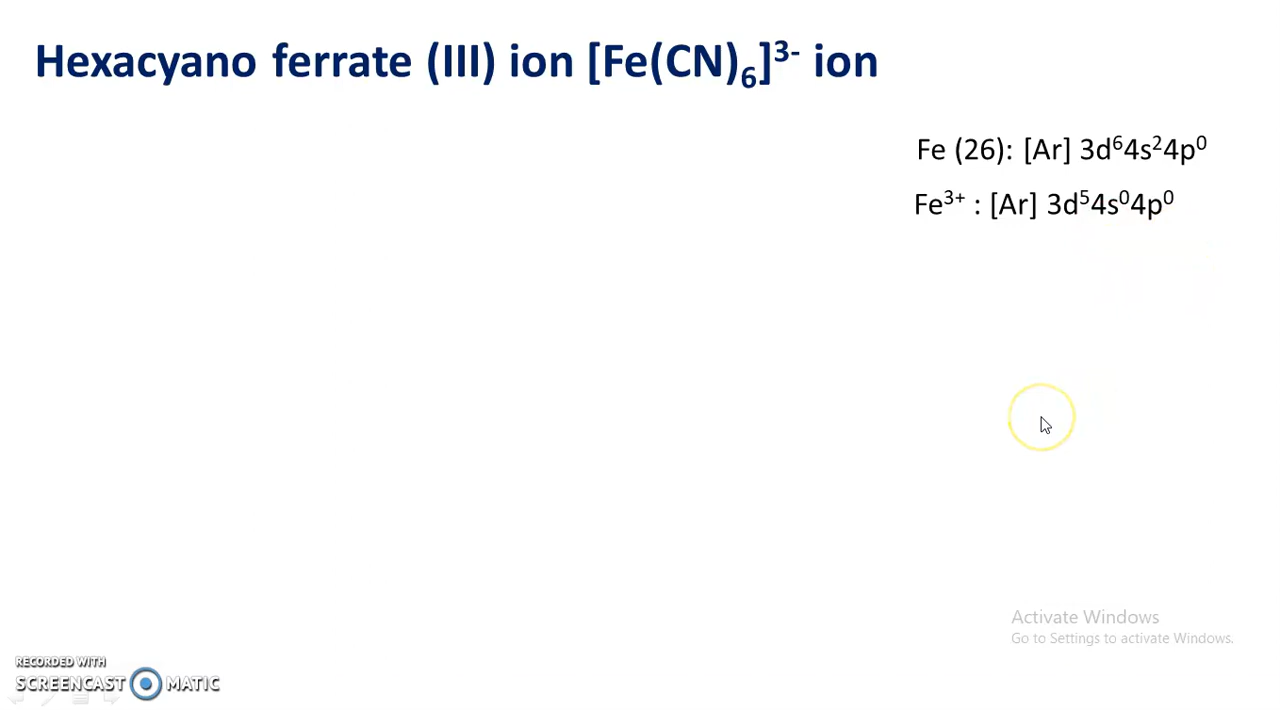 Hexacyano ferrate (III) ion [Fe(CN)₆]³⁻ ion
Fe (26): [Ar] 3d⁶4s²4p⁰
Fe³⁺ : [Ar] 3d⁵4s⁰4p⁰
Activate Windows
Go to Settings to activate Windows.
RECORDED WITH
SCREENCAST MATIC